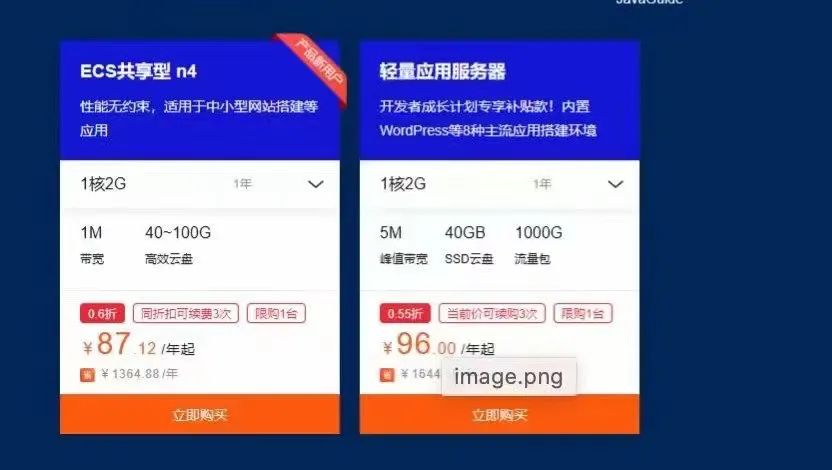 JavaGuide
产品新用户
ECS共享型 n4
性能无约束，适用于中小型网站搭建等
应用
1核2G 1年
1M 40~100G
带宽 高效云盘
0.6折 同折扣可续费3次 限购1台
¥87.12 /年起
省 ¥1364.88 /年
立即购买
轻量应用服务器
开发者成长计划专享补贴款！内置
WordPress等8种主流应用搭建环境
1核2G 1年
5M 40GB 1000G
峰值带宽 SSD云盘 流量包
0.55折 当前价可续购3次 限购1台
¥96.00 /年起
省 ¥1644
image.png
立即购买